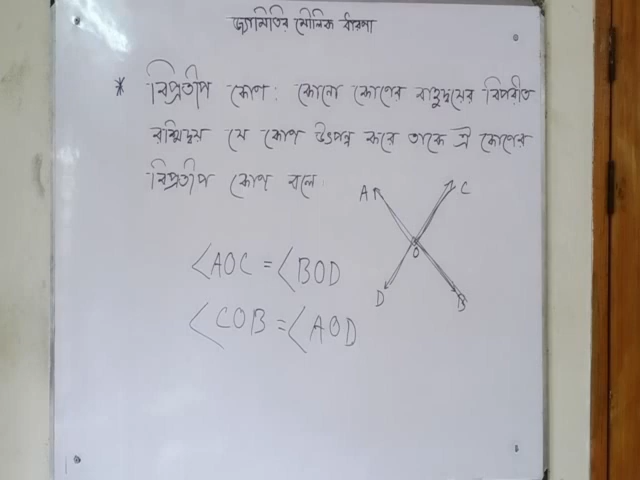 জ্যামিতির মৌলিক ধারণা
* বিপ্রতীপ কোণ: কোনো কোণের বাহুদ্বয়ের বিপরীত
রশ্মিদ্বয় যে কোণ উৎপন্ন করে তাকে ঐ কোণের
বিপ্রতীপ কোণ বলে।
A C
O
D B
<AOC = <BOD
<COB = <AOD